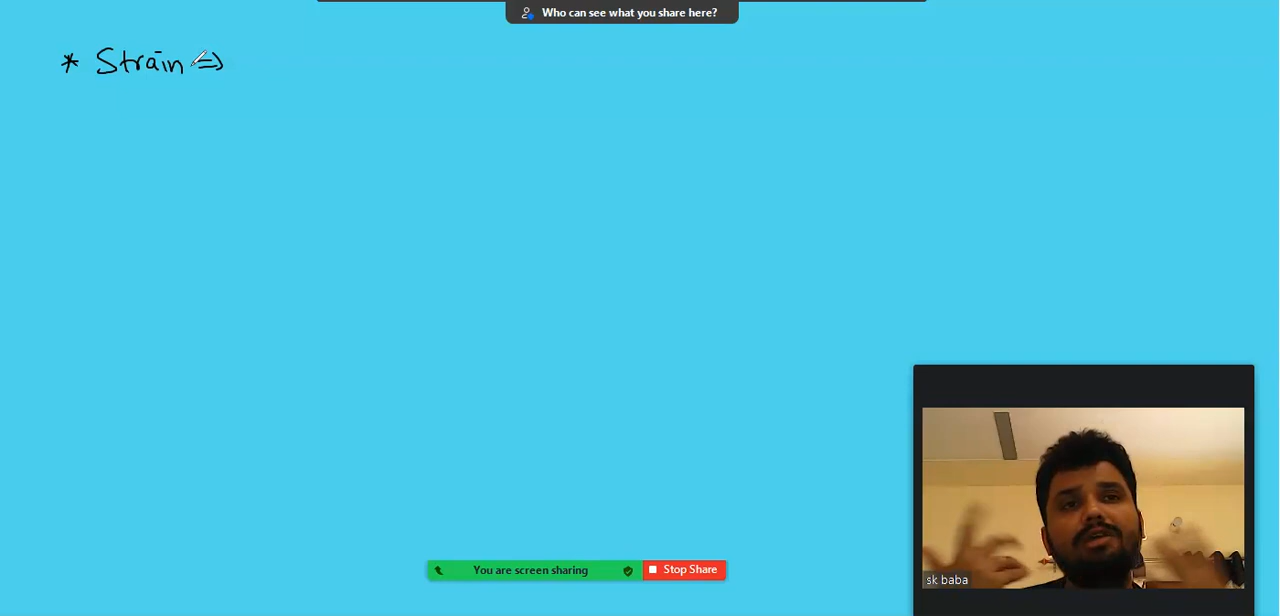 Who can see what you share here?
* Strain ⇒
You are screen sharing Stop Share
sk baba